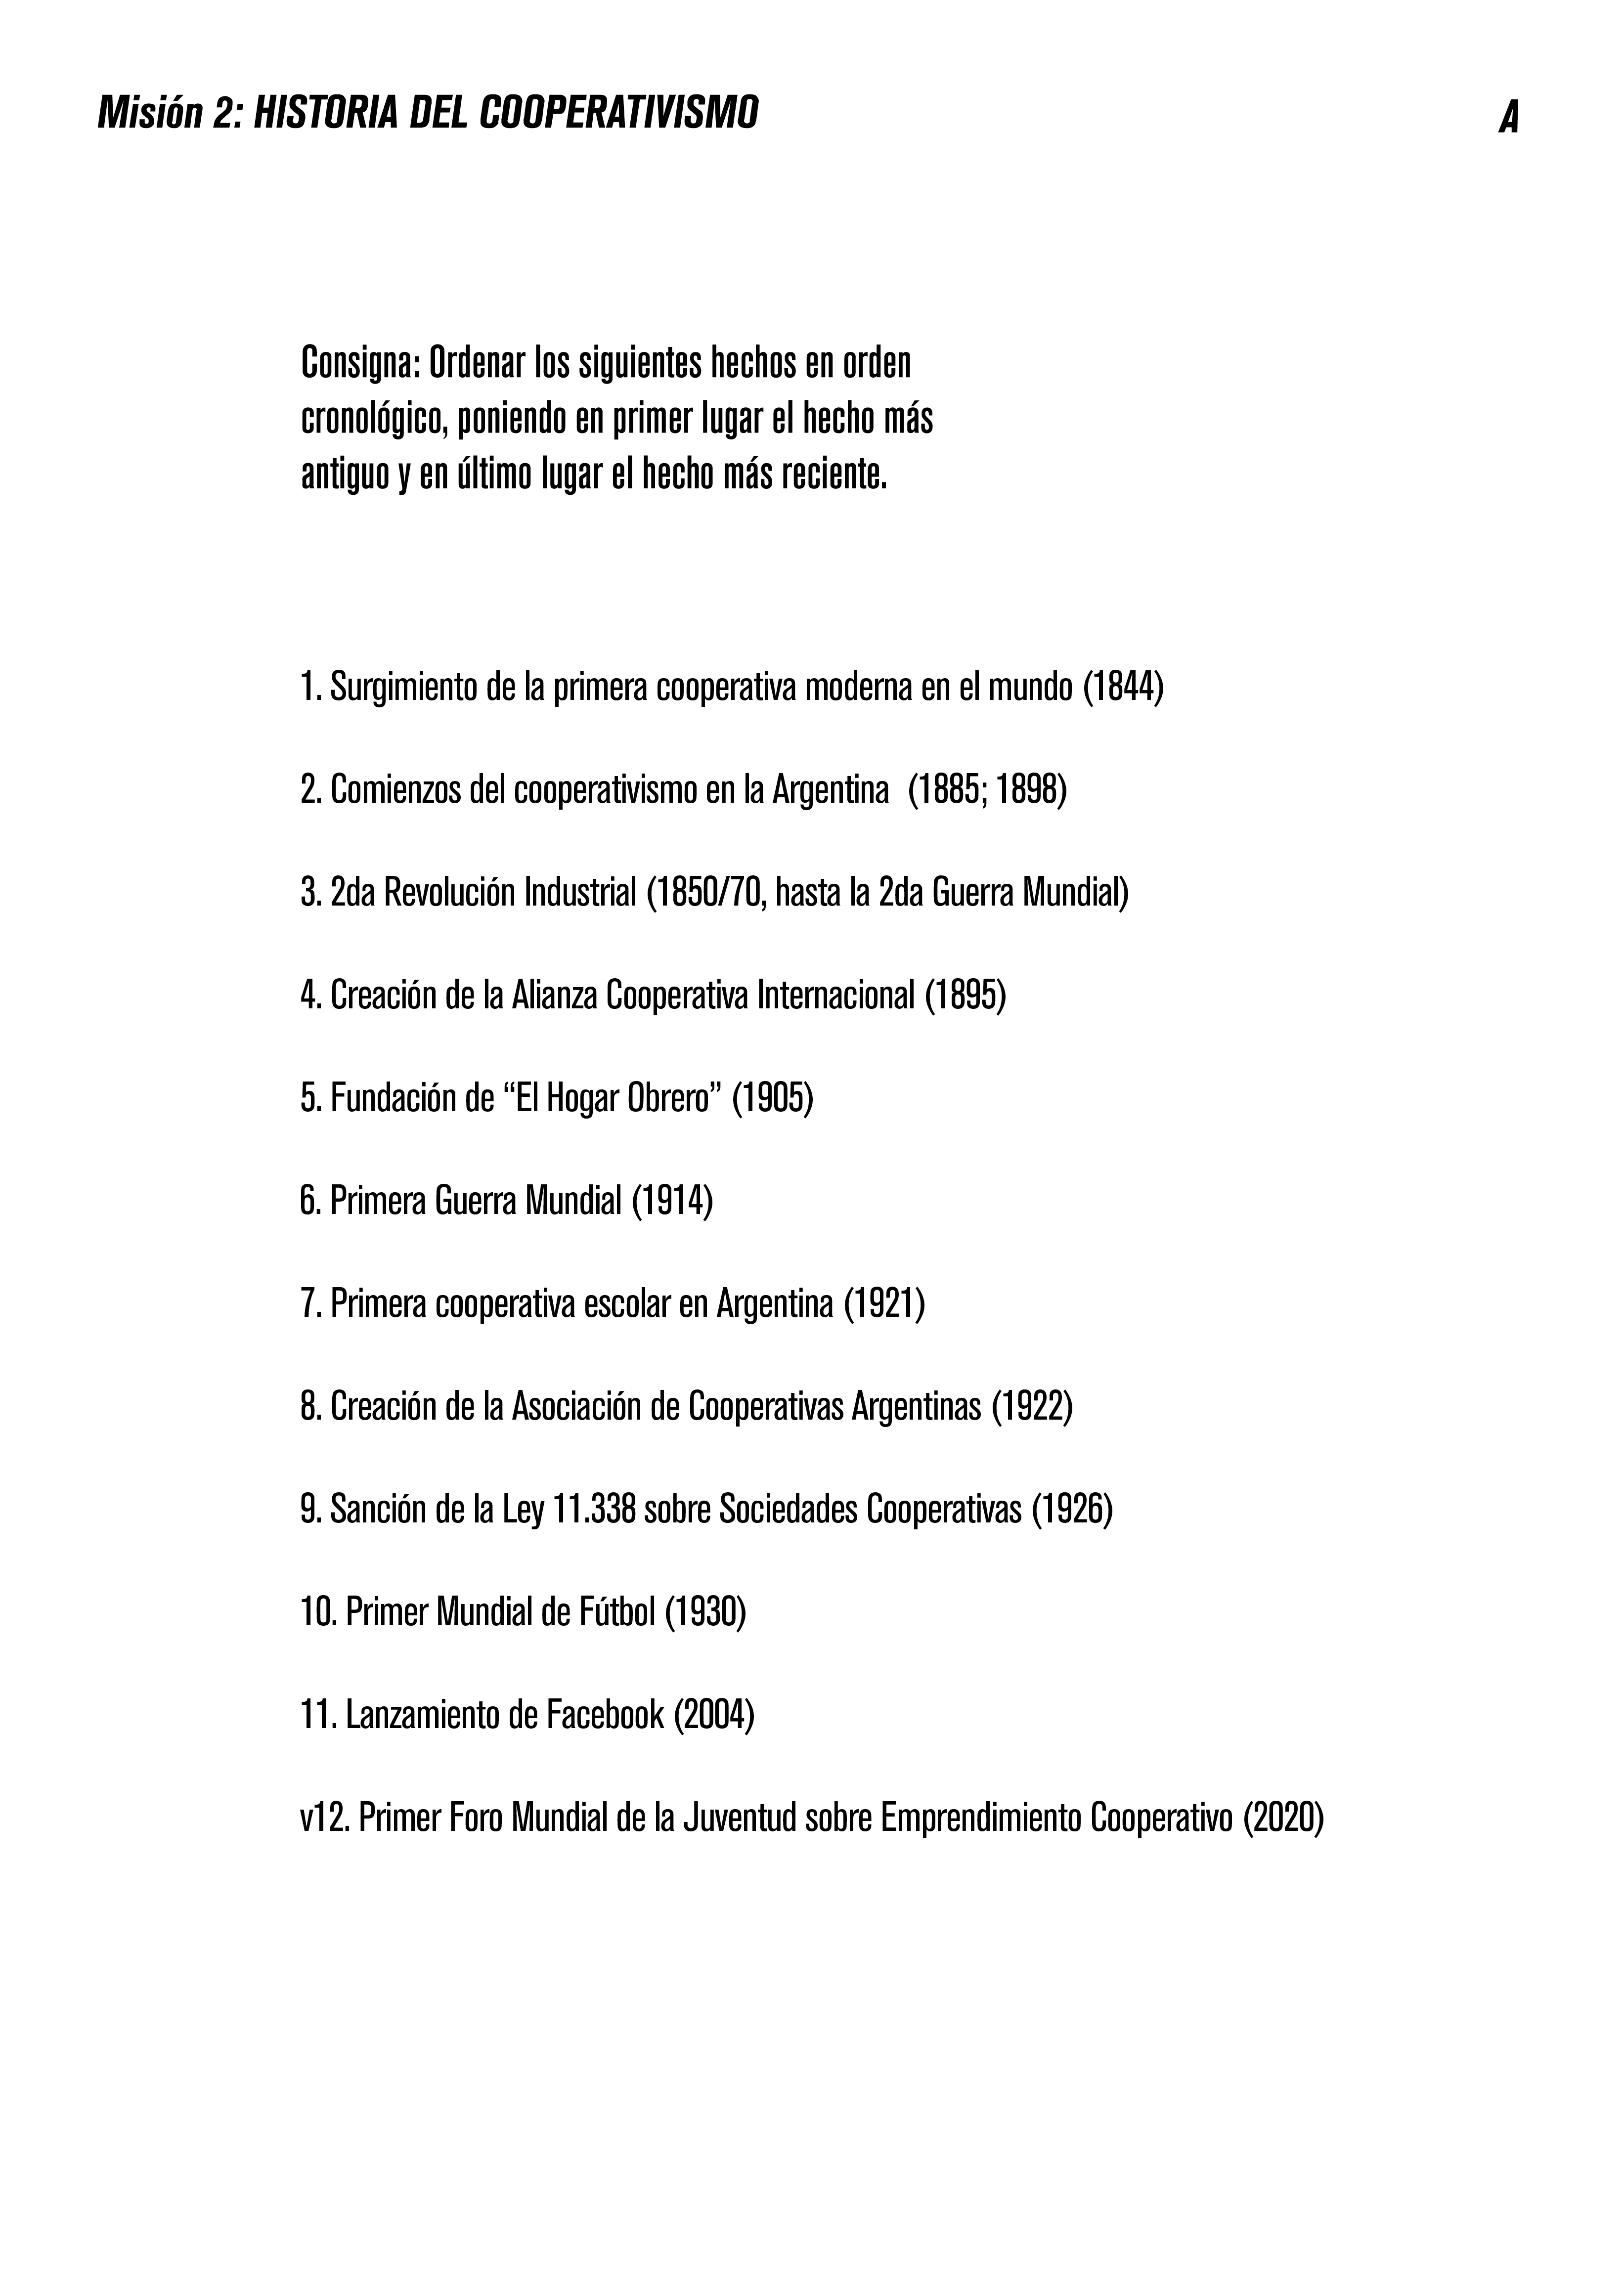 Misión 2: HISTORIA DEL COOPERATIVISMO
A
Consigna: Ordenar los siguientes hechos en orden
cronológico, poniendo en primer lugar el hecho más
antiguo y en último lugar el hecho más reciente.
1. Surgimiento de la primera cooperativa moderna en el mundo (1844)
2. Comienzos del cooperativismo en la Argentina  (1885; 1898)
3. 2da Revolución Industrial (1850/70, hasta la 2da Guerra Mundial)
4. Creación de la Alianza Cooperativa Internacional (1895)
5. Fundación de “El Hogar Obrero” (1905)
6. Primera Guerra Mundial (1914)
7. Primera cooperativa escolar en Argentina (1921)
8. Creación de la Asociación de Cooperativas Argentinas (1922)
9. Sanción de la Ley 11.338 sobre Sociedades Cooperativas (1926)
10. Primer Mundial de Fútbol (1930)
11. Lanzamiento de Facebook (2004)
v12. Primer Foro Mundial de la Juventud sobre Emprendimiento Cooperativo (2020)